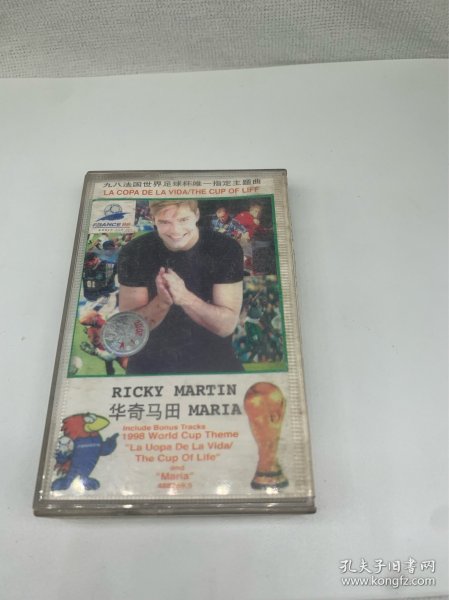 九八法国世界足球杯唯一指定主题曲
"LA COPA DE LA VIDA/THE CUP OF LIFE"
FRANCE 98
RICKY MARTIN
华奇马田 MARIA
Include Bonus Tracks
1998 World Cup Theme
"La Uopa De La Vida/
The Cup Of Life"
and
"Maria"
孔夫子旧书网
www.kongfz.com